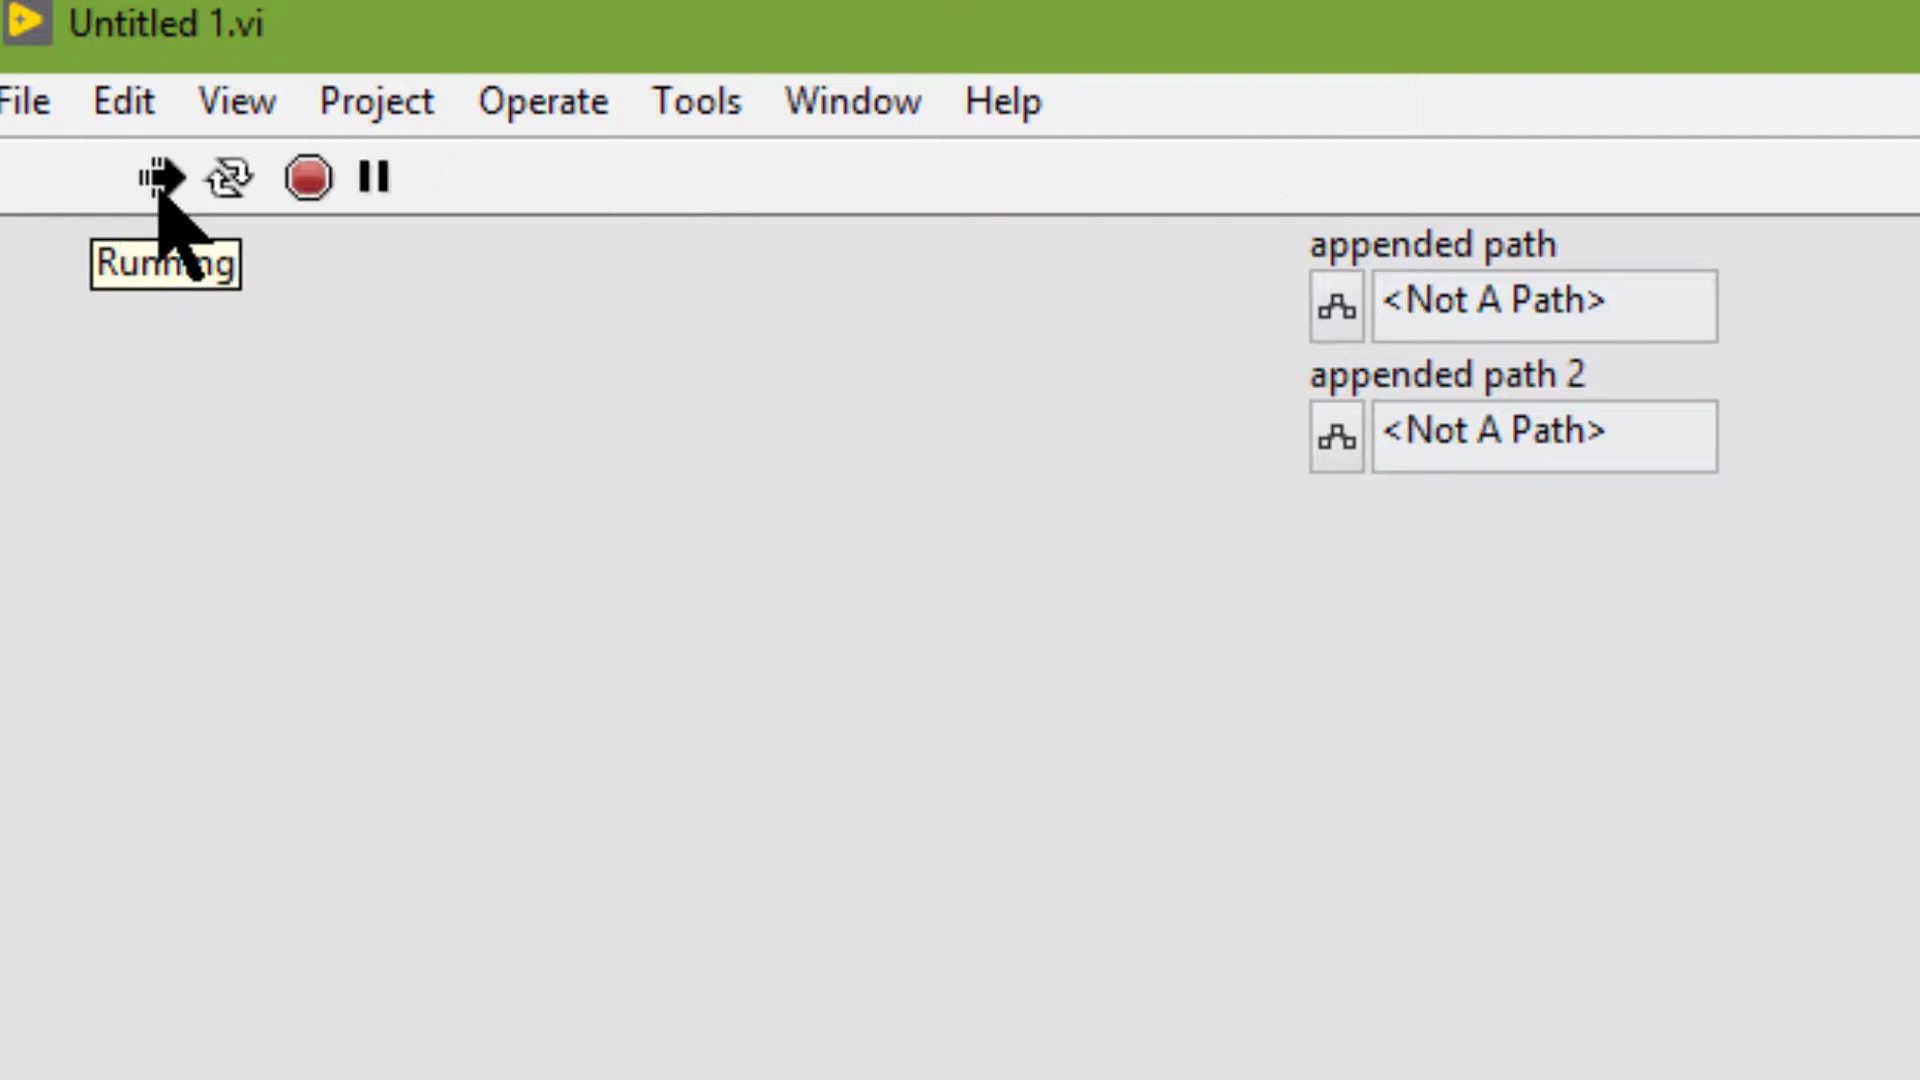 Untitled 1.vi
File Edit View Project Operate Tools Window Help
Running
appended path
<Not A Path>
appended path 2
<Not A Path>